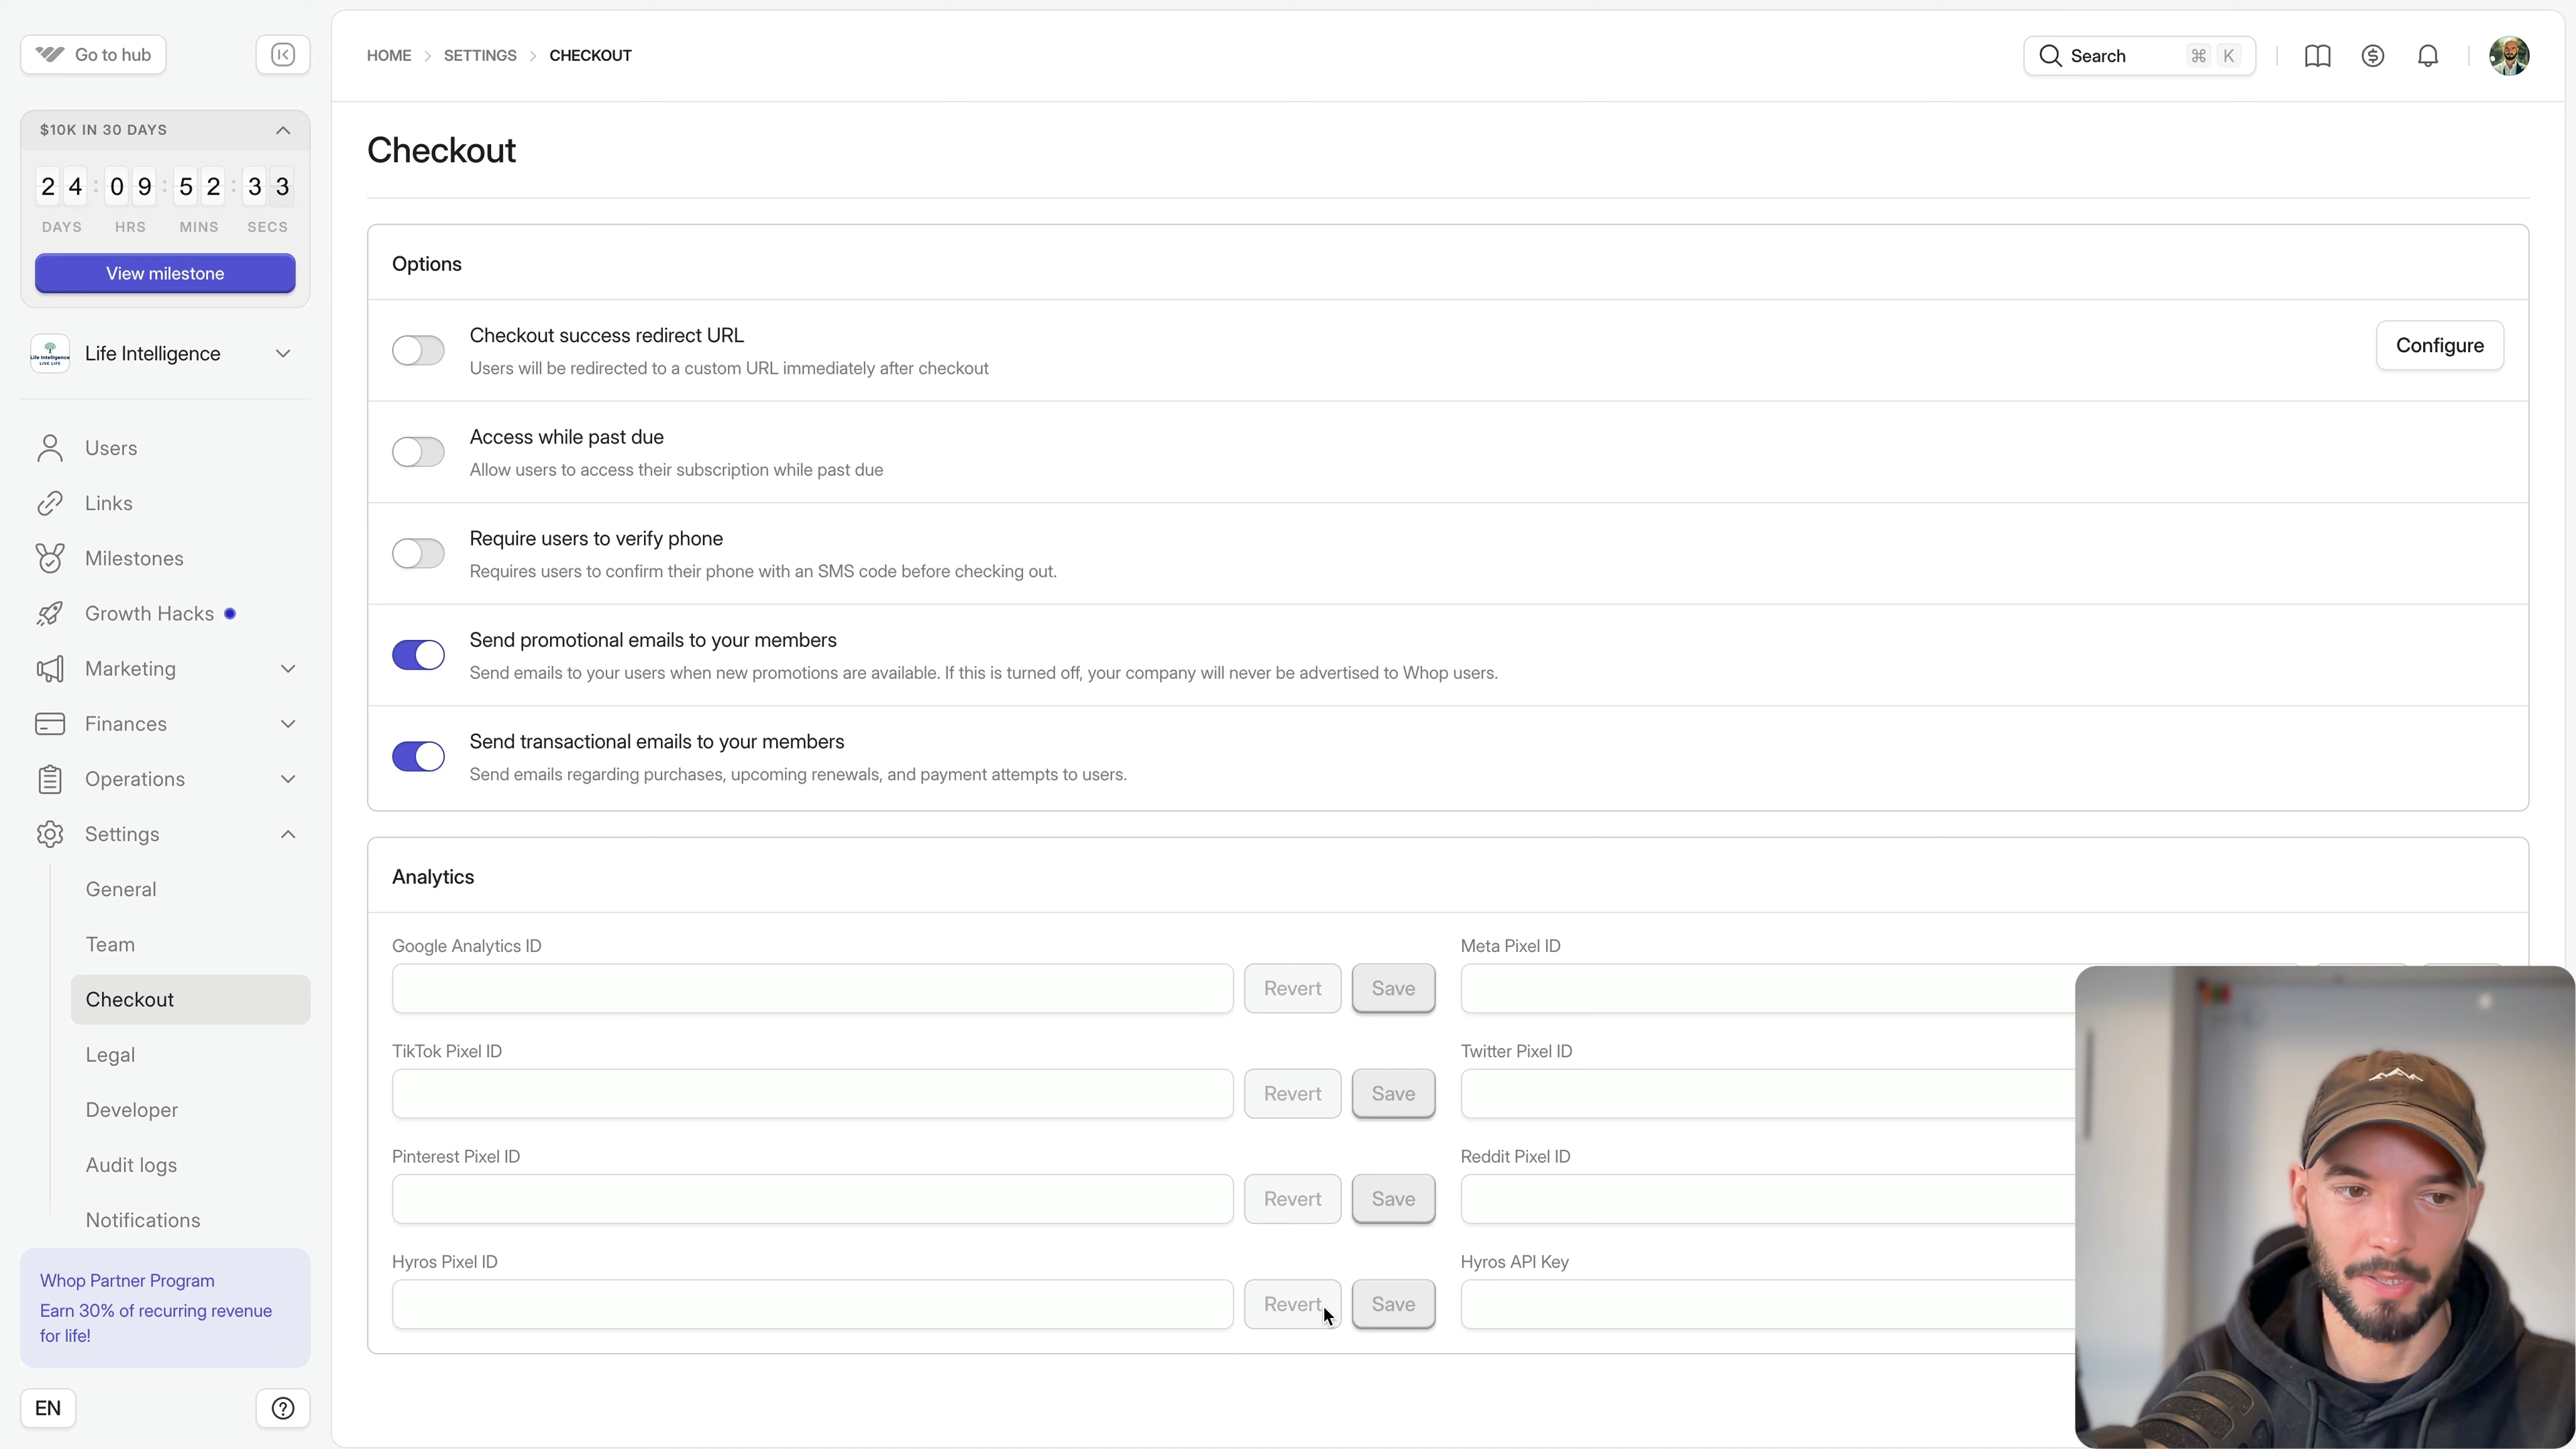 Go to hub
$10K IN 30 DAYS
24 : 09 : 52 : 33
DAYS HRS MINS SECS
View milestone
Life Intelligence
Users
Links
Milestones
Growth Hacks
Marketing
Finances
Operations
Settings
General
Team
Checkout
Legal
Developer
Audit logs
Notifications
Whop Partner Program
Earn 30% of recurring revenue
for life!
EN
HOME > SETTINGS > CHECKOUT
Search ⌘ K
Checkout
Options
Checkout success redirect URL
Users will be redirected to a custom URL immediately after checkout
Configure
Access while past due
Allow users to access their subscription while past due
Require users to verify phone
Requires users to confirm their phone with an SMS code before checking out.
Send promotional emails to your members
Send emails to your users when new promotions are available. If this is turned off, your company will never be advertised to Whop users.
Send transactional emails to your members
Send emails regarding purchases, upcoming renewals, and payment attempts to users.
Analytics
Google Analytics ID
Revert Save
Meta Pixel ID
TikTok Pixel ID
Revert Save
Twitter Pixel ID
Pinterest Pixel ID
Revert Save
Reddit Pixel ID
Hyros Pixel ID
Revert Save
Hyros API Key